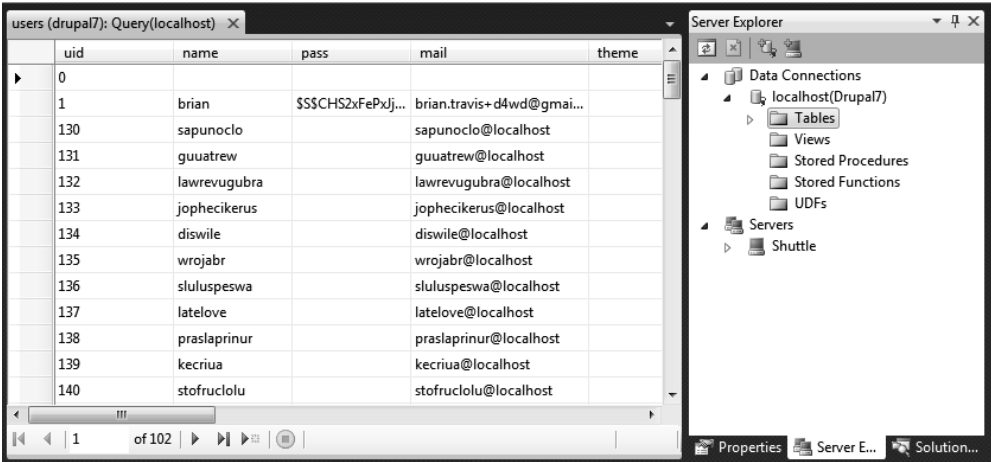 users (drupal7): Query(localhost)
uid name pass mail theme
0
1 brian $S$CHS2xFePxJj... brian.travis+d4wd@gmai...
130 sapunoclo sapunoclo@localhost
131 guuatrew guuatrew@localhost
132 lawrevugubra lawrevugubra@localhost
133 jophecikerus jophecikerus@localhost
134 diswile diswile@localhost
135 wrojabr wrojabr@localhost
136 sluluspeswa sluluspeswa@localhost
137 latelove latelove@localhost
138 praslaprinur praslaprinur@localhost
139 kecriua kecriua@localhost
140 stofruclolu stofruclolu@localhost
1 of 102
Server Explorer
Data Connections
localhost(Drupal7)
Tables
Views
Stored Procedures
Stored Functions
UDFs
Servers
Shuttle
Properties Server E... Solution...